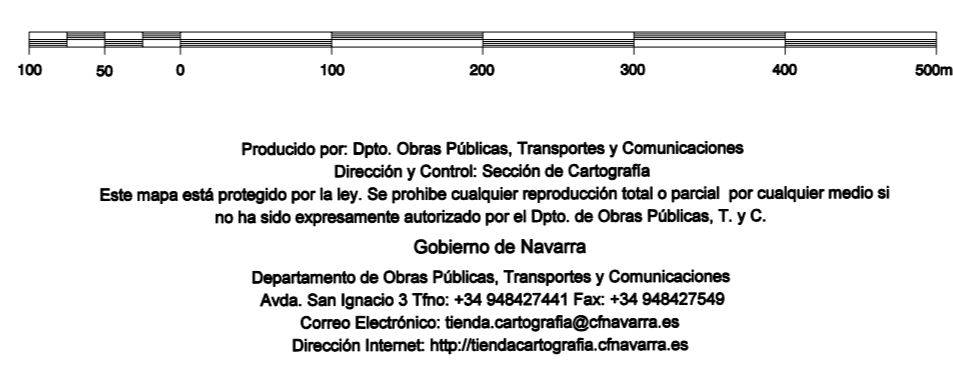 100 50 0 100 200 300 400 500m
Producido por: Dpto. Obras Públicas, Transportes y Comunicaciones
Dirección y Control: Sección de Cartografía
Este mapa está protegido por la ley. Se prohibe cualquier reproducción total o parcial por cualquier medio si
no ha sido expresamente autorizado por el Dpto. de Obras Públicas, T. y C.
Gobierno de Navarra
Departamento de Obras Públicas, Transportes y Comunicaciones
Avda. San Ignacio 3 Tfno: +34 948427441 Fax: +34 948427549
Correo Electrónico: tienda.cartografia@cfnavarra.es
Dirección Internet: http://tiendacartografia.cfnavarra.es